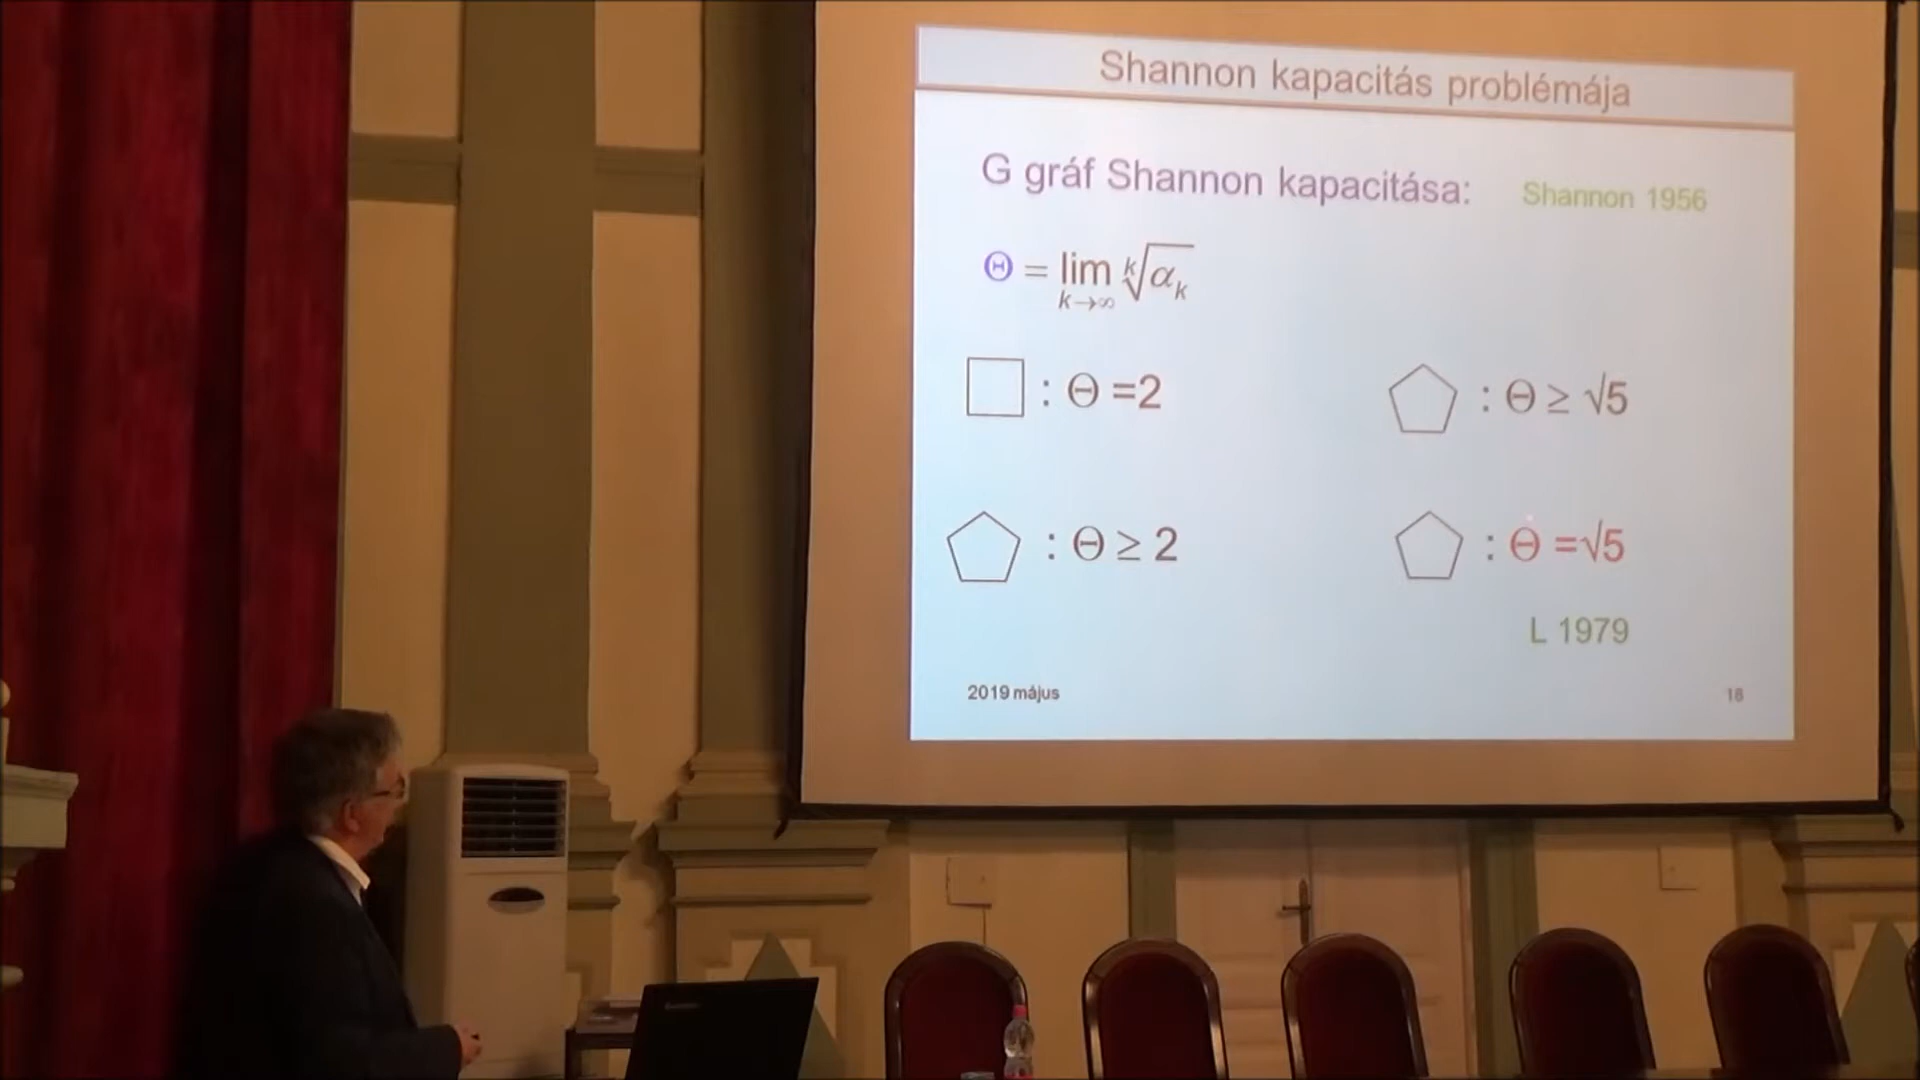 Shannon kapacitás problémája
G gráf Shannon kapacitása: Shannon 1956
Θ = lim k→∞ ᵏ√αₖ
: Θ =2
: Θ ≥ √5
: Θ ≥ 2
: Θ =√5
L 1979
2019 május
18